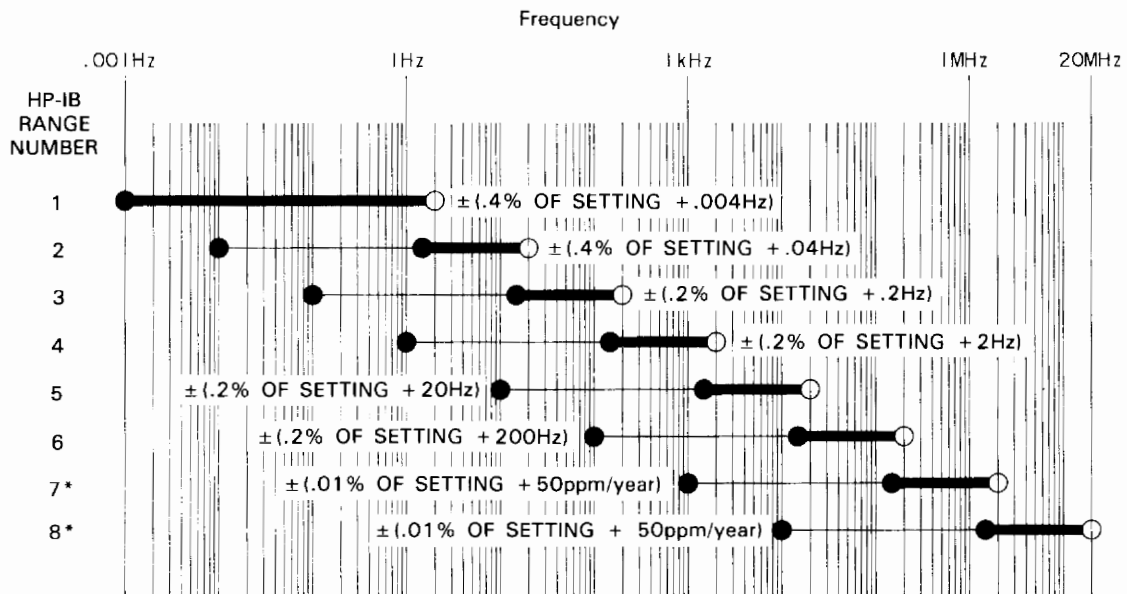 Frequency
.001Hz 1Hz 1kHz 1MHz 20MHz
HP-IB
RANGE
NUMBER
1 ±(.4% OF SETTING +.004Hz)
2 ±(.4% OF SETTING +.04Hz)
3 ±(.2% OF SETTING +.2Hz)
4 ±(.2% OF SETTING +2Hz)
5 ±(.2% OF SETTING +20Hz)
6 ±(.2% OF SETTING +200Hz)
7* ±(.01% OF SETTING +50ppm/year)
8* ±(.01% OF SETTING + 50ppm/year)